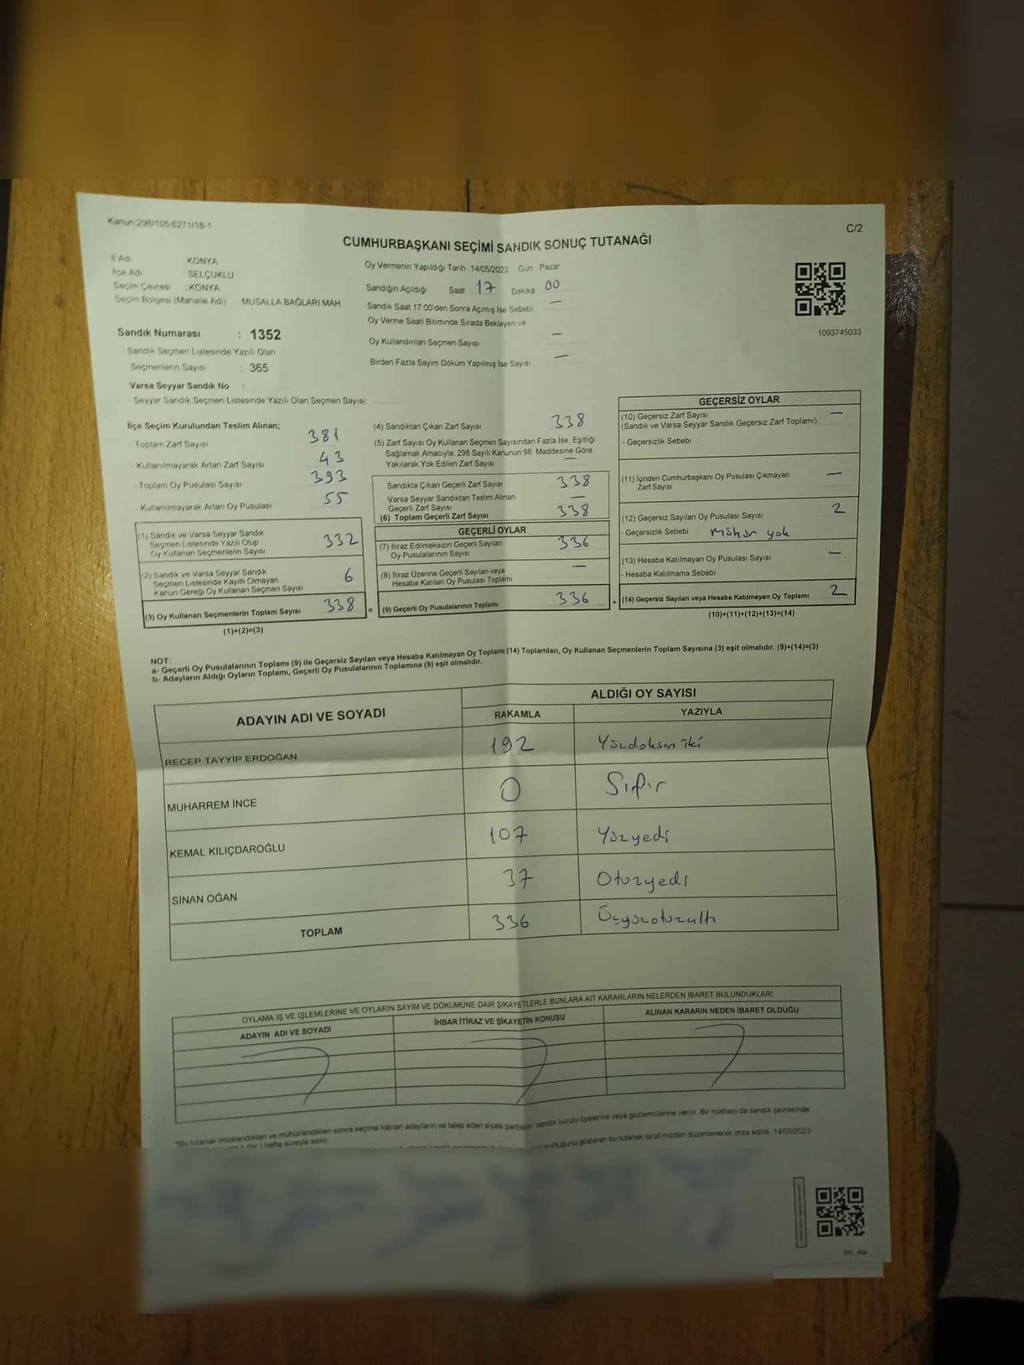 Kanun:298/105-6271/18-1
C/2
CUMHURBAŞKANI SEÇİMİ SANDIK SONUÇ TUTANAĞI
İl Adı KONYA
İlçe Adı SELÇUKLU
Seçim Çevresi : KONYA
Seçim Bölgesi (Mahalle Adı) MUSALLA BAĞLARI MAH
Sandık Numarası : 1352
- Sandık Seçmen Listesinde Yazılı Olan
Seçmenlerin Sayısı : 365
Varsa Seyyar Sandık No :
- Seyyar Sandık Seçmen Listesinde Yazılı Olan Seçmen Sayısı:
Oy Vermenin Yapıldığı Tarih :14/05/2023 Gün Pazar
Sandığın Açıldığı Saat 17 Dakika 00
Sandık Saat 17.00'den Sonra Açılmış İse Sebebi —
Oy Verme Saati Bitiminde Sırada Bekleyen ve
Oy Kullandırılan Seçmen Sayısı —
Birden Fazla Sayım Döküm Yapılmış İse Sayısı —
1093745033
İlçe Seçim Kurulundan Teslim Alınan;
- Toplam Zarf Sayısı 381
- Kullanılmayarak Artan Zarf Sayısı 43
- Toplam Oy Pusulası Sayısı 393
- Kullanılmayarak Artan Oy Pusulası 55
(1) Sandık ve Varsa Seyyar Sandık
Seçmen Listesinde Yazılı Olup
Oy Kullanan Seçmenlerin Sayısı 332
(2) Sandık ve Varsa Seyyar Sandık
Seçmen Listesinde Kayıtlı Olmayan
Kanun Gereği Oy Kullanan Seçmen Sayısı 6
(3) Oy Kullanan Seçmenlerin Toplam Sayısı 338 =
(1)+(2)=(3)
(4) Sandıktan Çıkan Zarf Sayısı 338
(5) Zarf Sayısı Oy Kullanan Seçmen Sayısından Fazla İse, Eşitliği
Sağlamak Amacıyla, 298 Sayılı Kanunun 98. Maddesine Göre
Yakılarak Yok Edilen Zarf Sayısı —
Sandıkta Çıkan Geçerli Zarf Sayısı 338
Varsa Seyyar Sandıktan Teslim Alınan
Geçerli Zarf Sayısı —
(6) Toplam Geçerli Zarf Sayısı 338
GEÇERLİ OYLAR
(7) İtiraz Edilmeksizin Geçerli Sayılan
Oy Pusulalarının Sayısı 336
(8) İtiraz Üzerine Geçerli Sayılan veya
Hesaba Katılan Oy Pusulası Toplamı —
(9) Geçerli Oy Pusulalarının Toplamı 336 +
GEÇERSİZ OYLAR
(10) Geçersiz Zarf Sayısı —
(Sandık ve Varsa Seyyar Sandık Geçersiz Zarf Toplamı)
- Geçersizlik Sebebi
(11) İçinden Cumhurbaşkanı Oy Pusulası Çıkmayan
Zarf Sayısı —
(12) Geçersiz Sayılan Oy Pusulası Sayısı 2
- Geçersizlik Sebebi Mühür yok
(13) Hesaba Katılmayan Oy Pusulası Sayısı —
- Hesaba Katılmama Sebebi
(14) Geçersiz Sayılan veya Hesaba Katılmayan Oy Toplamı 2
(10)+(11)+(12)+(13)=(14)
NOT:
a- Geçerli Oy Pusulalarının Toplamı (9) ile Geçersiz Sayılan veya Hesaba Katılmayan Oy Toplamı (14) Toplamları, Oy Kullanan Seçmenlerin Toplam Sayısına (3) eşit olmalıdır. (9)+(14)=(3)
b- Adayların Aldığı Oyların Toplamı, Geçerli Oy Pusulalarının Toplamına (9) eşit olmalıdır.
ADAYIN ADI VE SOYADI ALDIĞI OY SAYISI
RAKAMLA YAZIYLA
RECEP TAYYİP ERDOĞAN 192 Yüzdoksan iki
MUHARREM İNCE 0 Sıfır
KEMAL KILIÇDAROĞLU 107 Yüzyedi
SİNAN OĞAN 37 Otuzyedi
TOPLAM 336 Üçyüzotuzaltı
OYLAMA İŞ VE İŞLEMLERİNE VE OYLARIN SAYIM VE DÖKÜMÜNE DAİR ŞİKAYETLERLE BUNLARA AİT KARARLARIN NELERDEN İBARET BULUNDUKLARI
ADAYIN ADI VE SOYADI İHBAR İTİRAZ VE ŞİKAYETİN KONUSU ALINAN KARARIN NEDEN İBARET OLDUĞU
*Bu tutanak imzalandıktan ve mühürlendikten sonra seçime katılan adayların ve talep eden siyasi partilerin sandık kurulu üyelerine veya gözlemcilerine verilir. Bir nüshası da sandık çevresinde
1 hafta süreyle asılır. bu tutanak tarafımızdan düzenlenerek imza edildi. 14/05/2023